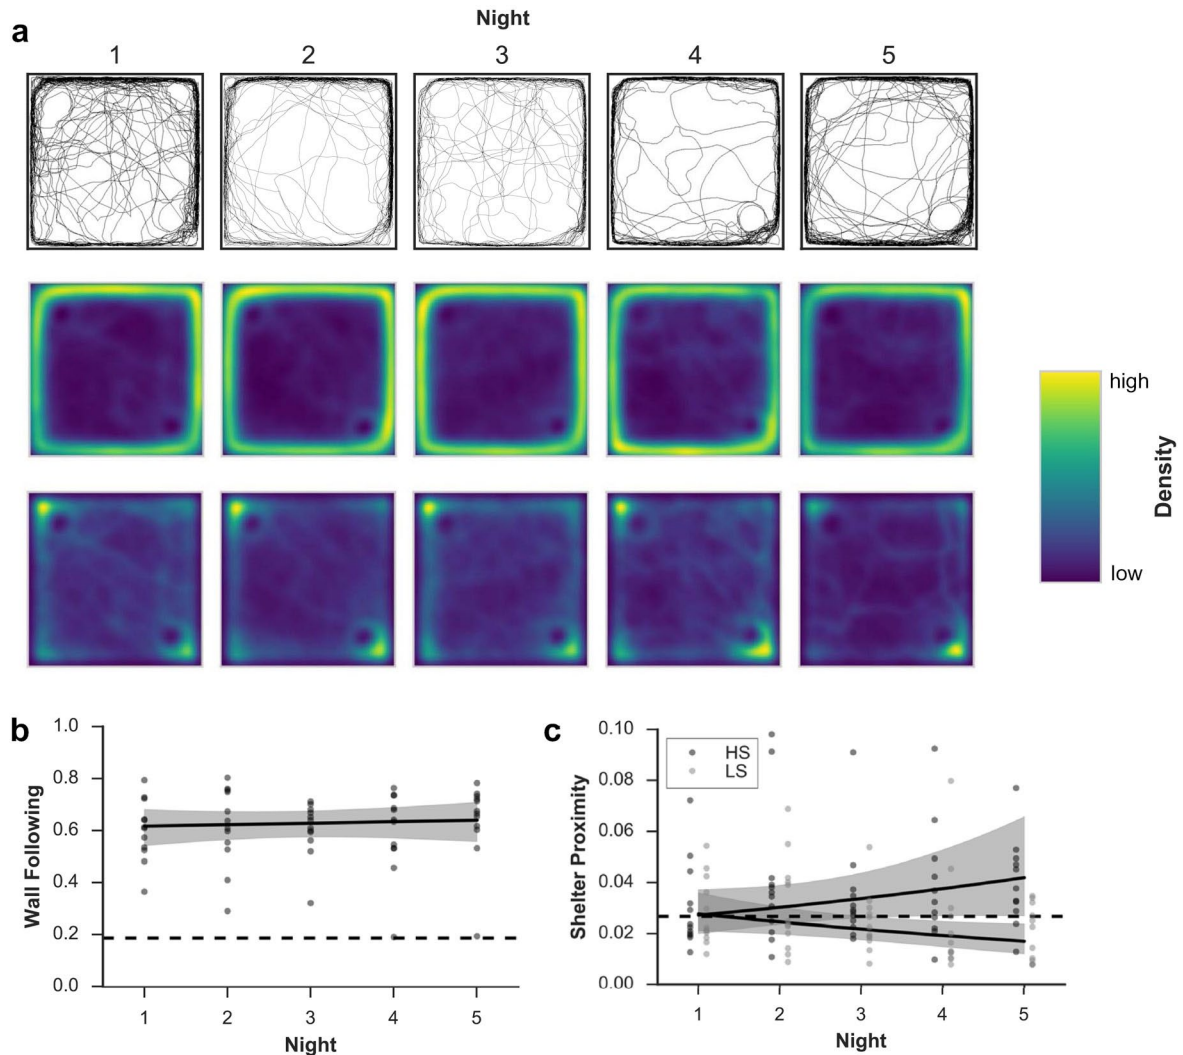 a
Night
1 2 3 4 5
high
Density
low
b
1.0
0.8
0.6
0.4
0.2
0.0
Wall Following
1 2 3 4 5
Night
c
0.10
0.08
0.06
0.04
0.02
0.00
Shelter Proximity
HS
LS
1 2 3 4 5
Night